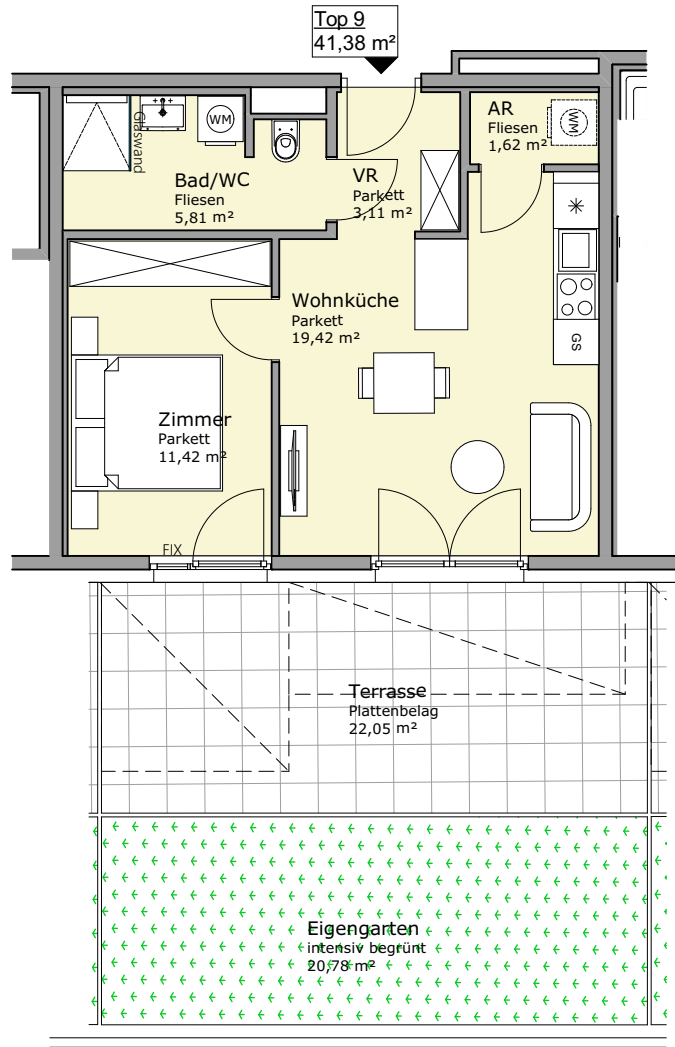 Top 9
41,38 m²
AR
Fliesen
1,62 m²
WM
Glaswand
WM
Bad/WC
Fliesen
5,81 m²
VR
Parkett
3,11 m²
Wohnküche
Parkett
19,42 m²
GS
Zimmer
Parkett
11,42 m²
FIX
Terrasse
Plattenbelag
22,05 m²
Eigengarten
intensiv begrünt
20,78 m²